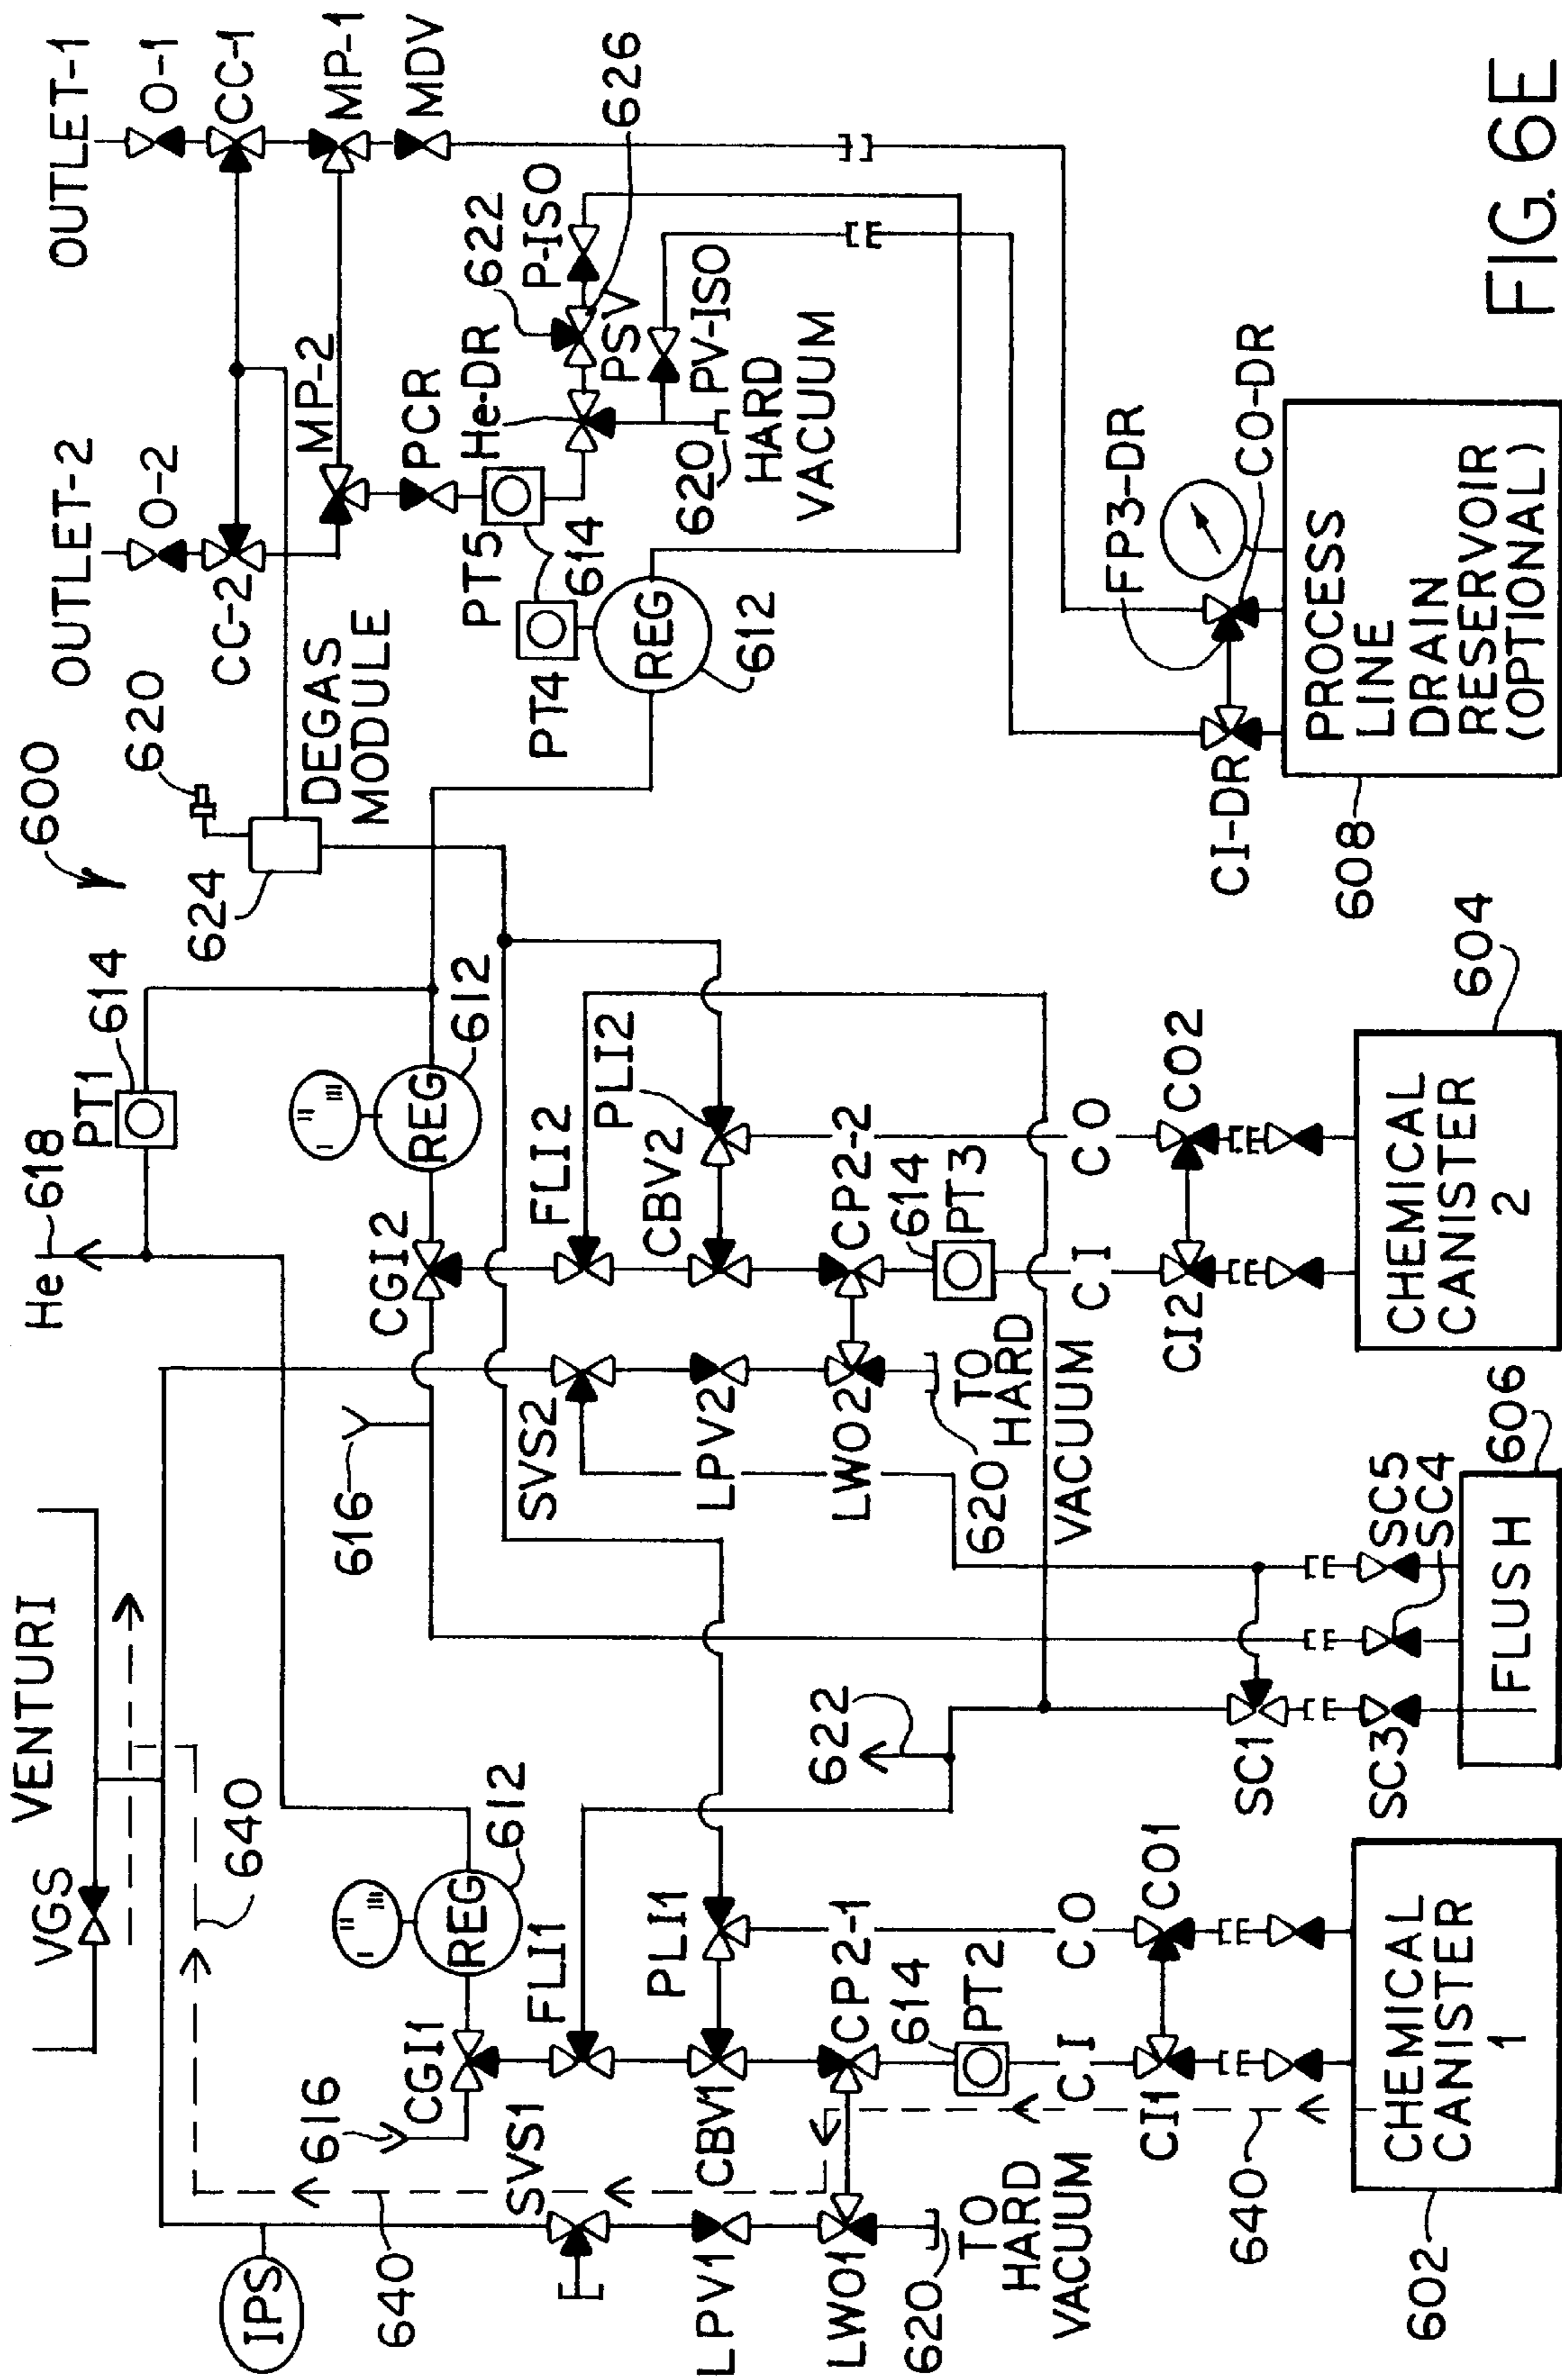 600
He
618
VENTURI
VGS
640
PT1
614
620
624
DEGAS
MODULE
OUTLET-2
O-2
CC-2
OUTLET-1
O-1
CC-1
MP-1
MDV
MP-2
PCR
PT5
614
PT4
REG
612
He-DR
622
P-ISO
PSV
626
PV-ISO
620
HARD
VACUUM
IPS
640
616
CGI1
REG
612
FLI1
SVS1
PLI1
CBV1
LPV1
CP2-1
LWO1
614
PT2
620
TO
HARD
VACUUM
CI
CO
CI1
CO1
640
602
CHEMICAL
CANISTER
1
616
CGI2
REG
612
FLI2
SVS2
PLI2
CBV2
LPV2
CP2-2
LWO2
614
PT3
620
TO
HARD
VACUUM
CI
CO
CI2
CO2
604
CHEMICAL
CANISTER
2
622
SC1
SC3
SC5
SC4
606
FLUSH
FP3-DR
CO-DR
CI-DR
608
PROCESS
LINE
DRAIN
RESERVOIR
(OPTIONAL)
FIG. 6E